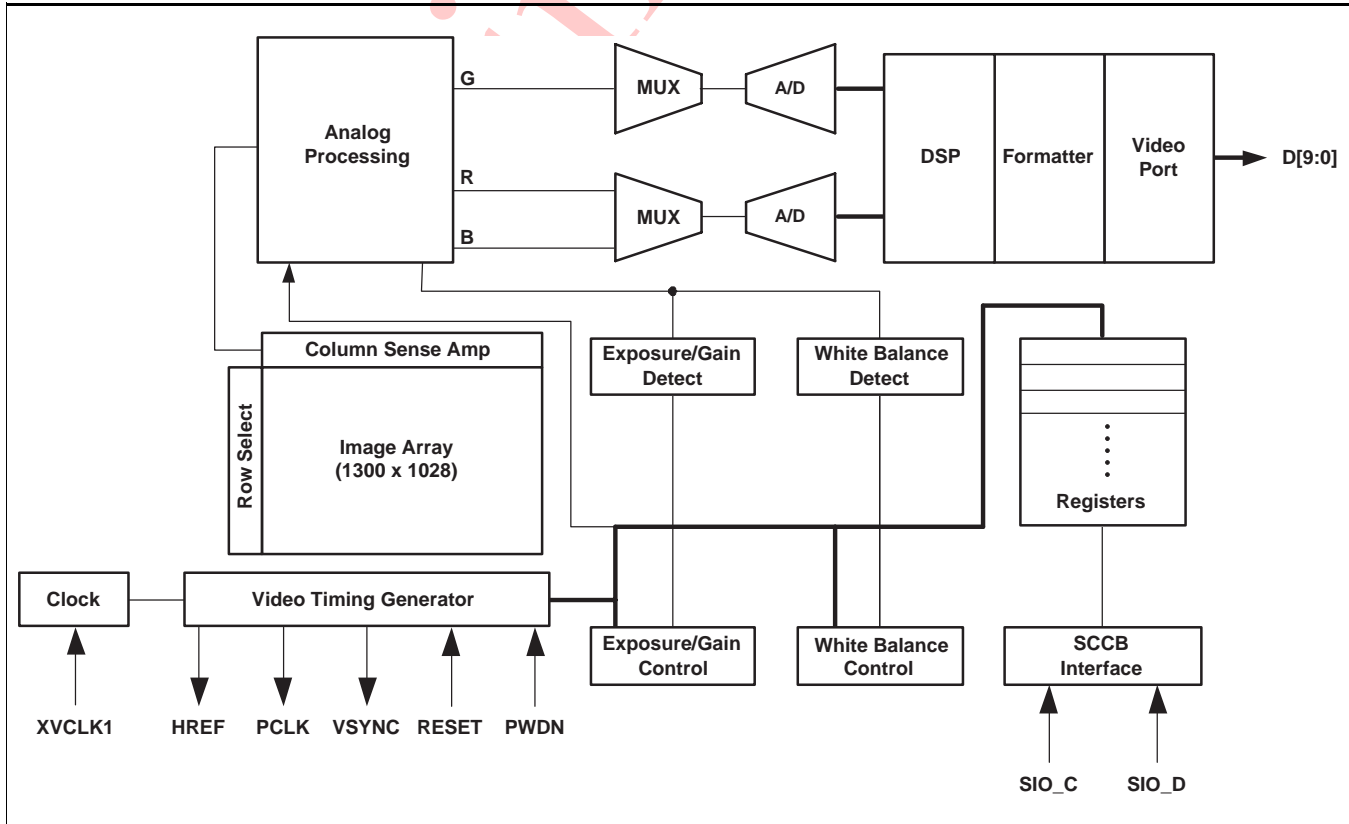 Analog
Processing
G
R
B
MUX
A/D
MUX
A/D
DSP
Formatter
Video
Port
D[9:0]
Column Sense Amp
Row Select
Image Array
(1300 x 1028)
Exposure/Gain
Detect
White Balance
Detect
Registers
Clock
Video Timing Generator
Exposure/Gain
Control
White Balance
Control
SCCB
Interface
XVCLK1
HREF
PCLK
VSYNC
RESET
PWDN
SIO_C
SIO_D